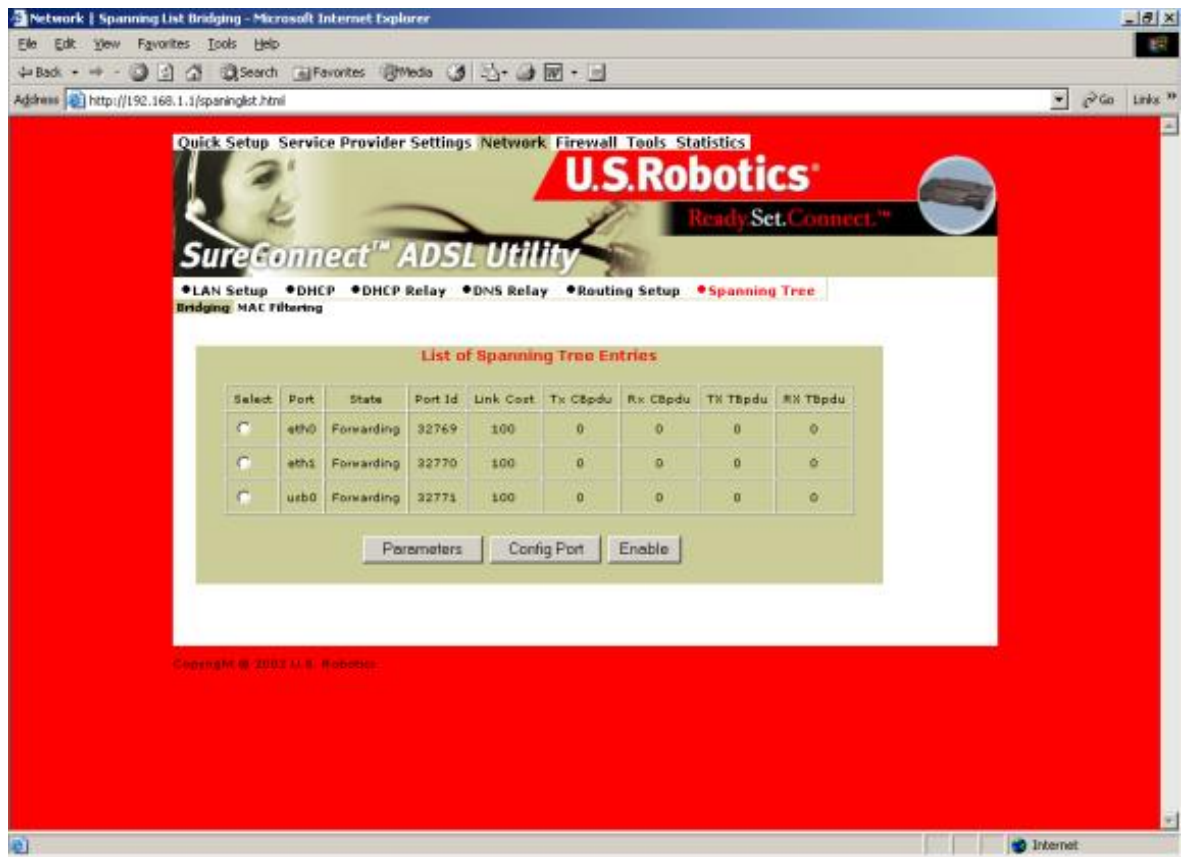 Network | Spanning List Bridging - Microsoft Internet Explorer
File Edit View Favorites Tools Help
Back Search Favorites Media
Address http://192.168.1.1/spaninglist.html Go Links
Quick Setup Service Provider Settings Network Firewall Tools Statistics
U.S.Robotics
Ready.Set.Connect.™
SureConnect™ ADSL Utility
LAN Setup DHCP DHCP Relay DNS Relay Routing Setup Spanning Tree
Bridging MAC Filtering
List of Spanning Tree Entries
Select Port State Port Id Link Cost Tx CBpdu Rx CBpdu TX TBpdu RX TBpdu
eth0 Forwarding 32769 100 0 0 0 0
eth1 Forwarding 32770 100 0 0 0 0
usb0 Forwarding 32771 100 0 0 0 0
Parameters Config Port Enable
Copyright © 2002 U.S. Robotics
Internet